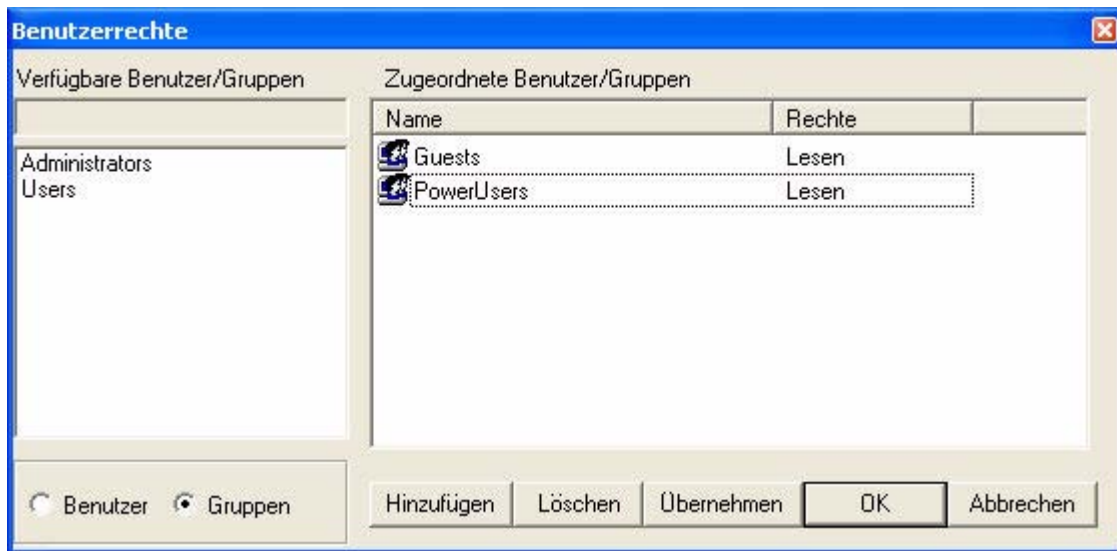 Benutzerrechte
Verfügbare Benutzer/Gruppen
Zugeordnete Benutzer/Gruppen
Name Rechte
Administrators
Users
Guests Lesen
PowerUsers Lesen
Benutzer Gruppen
Hinzufügen Löschen Übernehmen OK Abbrechen